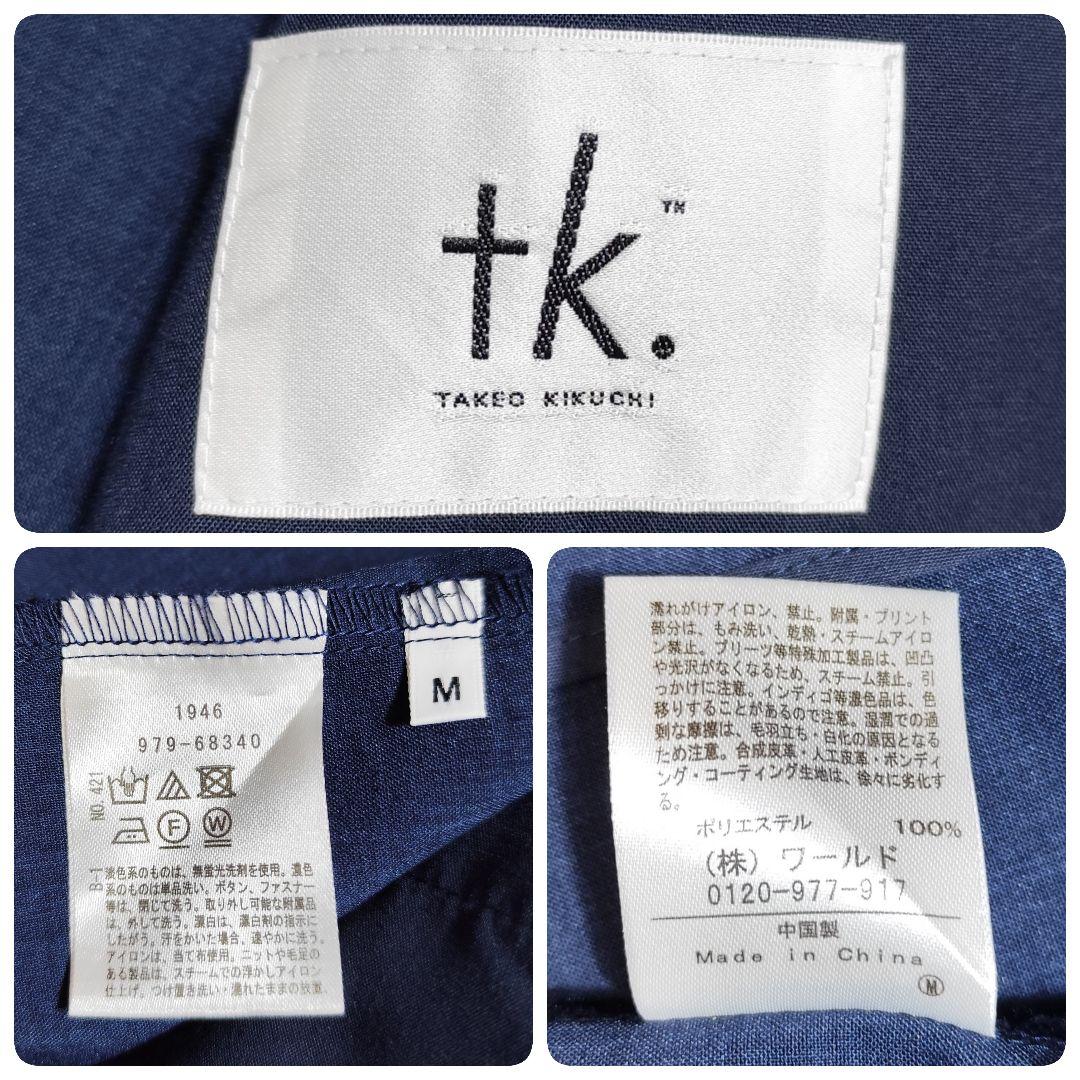 tk.™
TAKEO KIKUCHI
1946
979-68340
NO. 421
B-1
F
W
淡色系のものは、無蛍光洗剤を使用。濃色
系のものは単品洗い。ボタン、ファスナー
等は、閉じて洗う。取り外し可能な附属品
は、外して洗う。漂白は、漂白剤の指示に
したがう。汗をかいた場合、速やかに洗う。
アイロンは、当て布使用。ニットや毛足の
ある製品は、スチームでの浮かしアイロン
仕上げ。つけ置き洗い・濡れたままの放置、
M
濡れがけアイロン、禁止。附属・プリント
部分は、もみ洗い、乾熱・スチームアイロ
ン禁止。プリーツ等特殊加工製品は、凹凸
や光沢がなくなるため、スチーム禁止。引
っかけに注意。インディゴ等濃色品は、色
移りすることがあるので注意。湿潤での過
剰な摩擦は、毛羽立ち・白化の原因となる
ため注意。合成皮革・人工皮革・ボンディ
ング・コーティング生地は、徐々に劣化す
る。
ポリエステル 100%
(株) ワールド
0120-977-917
中国製
Made in China
M